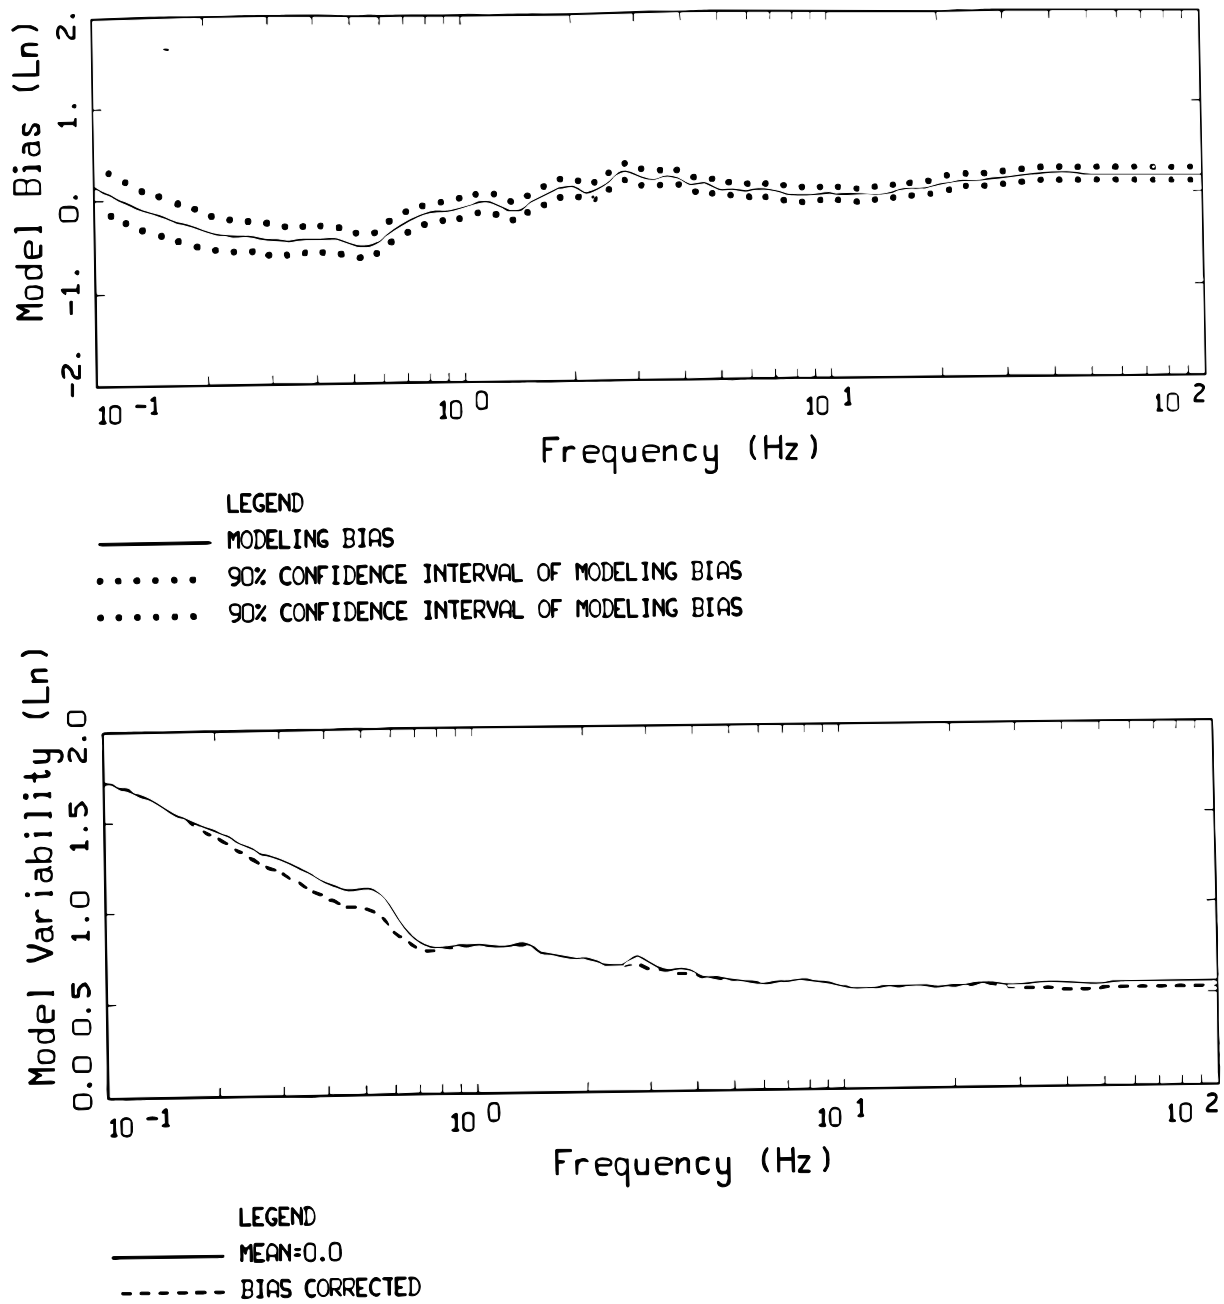 Model Bias (Ln)
2.
1.
0.
-1.
-2.
10 -1
10 0
10 1
10 2
Frequency (Hz)
LEGEND
MODELING BIAS
90% CONFIDENCE INTERVAL OF MODELING BIAS
90% CONFIDENCE INTERVAL OF MODELING BIAS
Model Variability (Ln)
2.0
1.5
1.0
0.5
0.0
10 -1
10 0
10 1
10 2
Frequency (Hz)
LEGEND
MEAN=0.0
BIAS CORRECTED